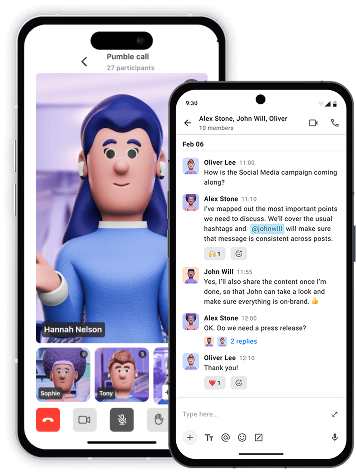 Pumble call
27 participants
Hannah Nelson
Sophie
Tony
9:30
Alex Stone, John Will, Oliver
10 members
Feb 06
Oliver Lee 11:00
How is the Social Media campaign coming
along?
Alex Stone 11:10
I've mapped out the most important points
we need to discuss. We'll cover the usual
hashtags and @johnwill will make sure
that message is consistent across posts.
🙌 1
John Will 11:55
Yes, I'll also share the content once I'm
done, so that John can take a look and
make sure everything is on-brand. 👍
Alex Stone 12:00
OK. Do we need a press release?
2 replies
Oliver Lee 12:10
Thank you!
❤️ 1
Type here...
TT @